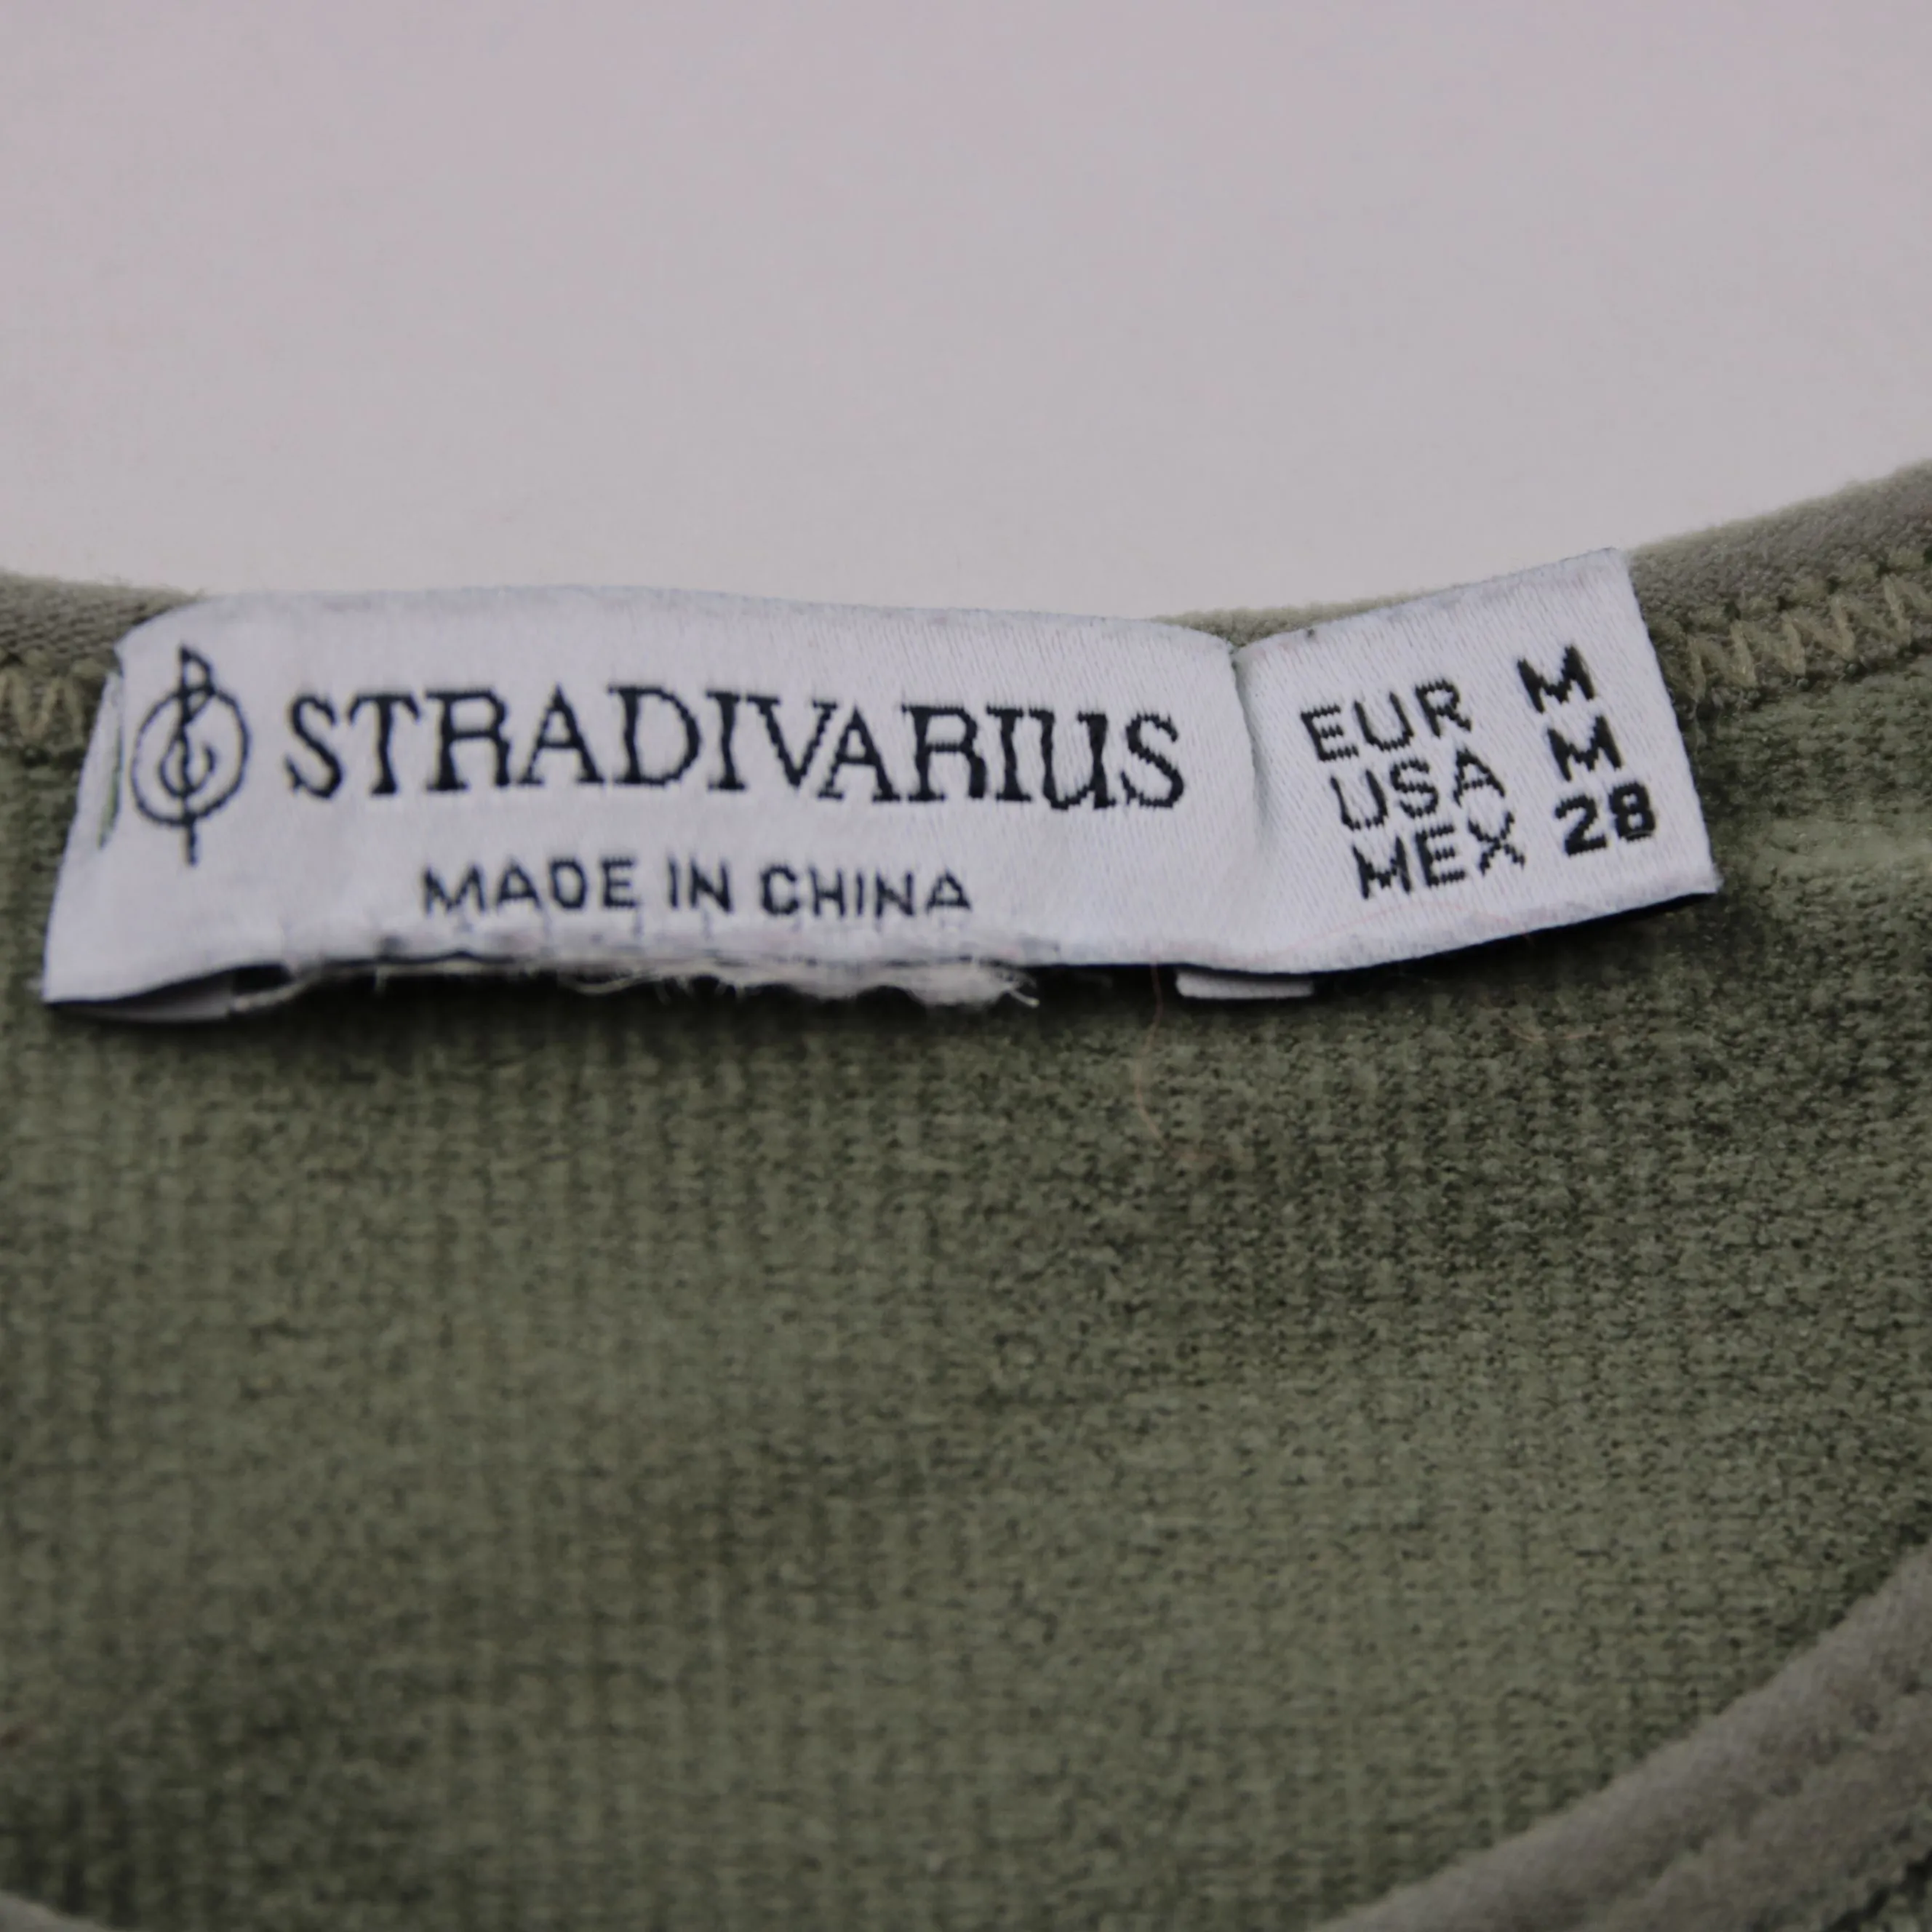 STRADIVARIUS
MADE IN CHINA
EUR M
USA M
MEX 28